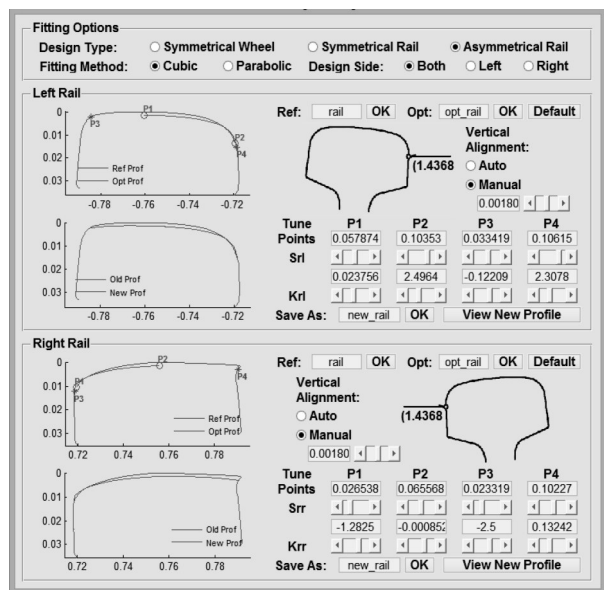 Fitting Options
Design Type: Symmetrical Wheel Symmetrical Rail Asymmetrical Rail
Fitting Method: Cubic Parabolic Design Side: Both Left Right
Left Rail
0 P1
P3
0.01
P2
P4
0.02
0.03
Ref Prof
Opt Prof
-0.78 -0.76 -0.74 -0.72
Ref: rail OK Opt: opt_rail OK Default
Vertical
Alignment:
(1.4368
Auto
Manual
0.00180
0
0.01
0.02
0.03
Old Prof
New Prof
-0.78 -0.76 -0.74 -0.72
Tune P1 P2 P3 P4
Points 0.057874 0.10353 0.033419 0.10615
Srl
0.023756 2.4964 -0.12209 2.3078
Krl
Save As: new_rail OK View New Profile
Right Rail
0 P2
P4
0.01 P1
P3
0.02
0.03
Ref Prof
Opt Prof
0.72 0.74 0.76 0.78
Ref: rail OK Opt: opt_rail OK Default
Vertical
Alignment:
Auto
(1.4368
Manual
0.00180
0
0.01
0.02
0.03
Old Prof
New Prof
0.72 0.74 0.76 0.78
Tune P1 P2 P3 P4
Points 0.026538 0.065568 0.023319 0.10227
Srr
-1.2825 -0.000852 -2.5 0.13242
Krr
Save As: new_rail OK View New Profile